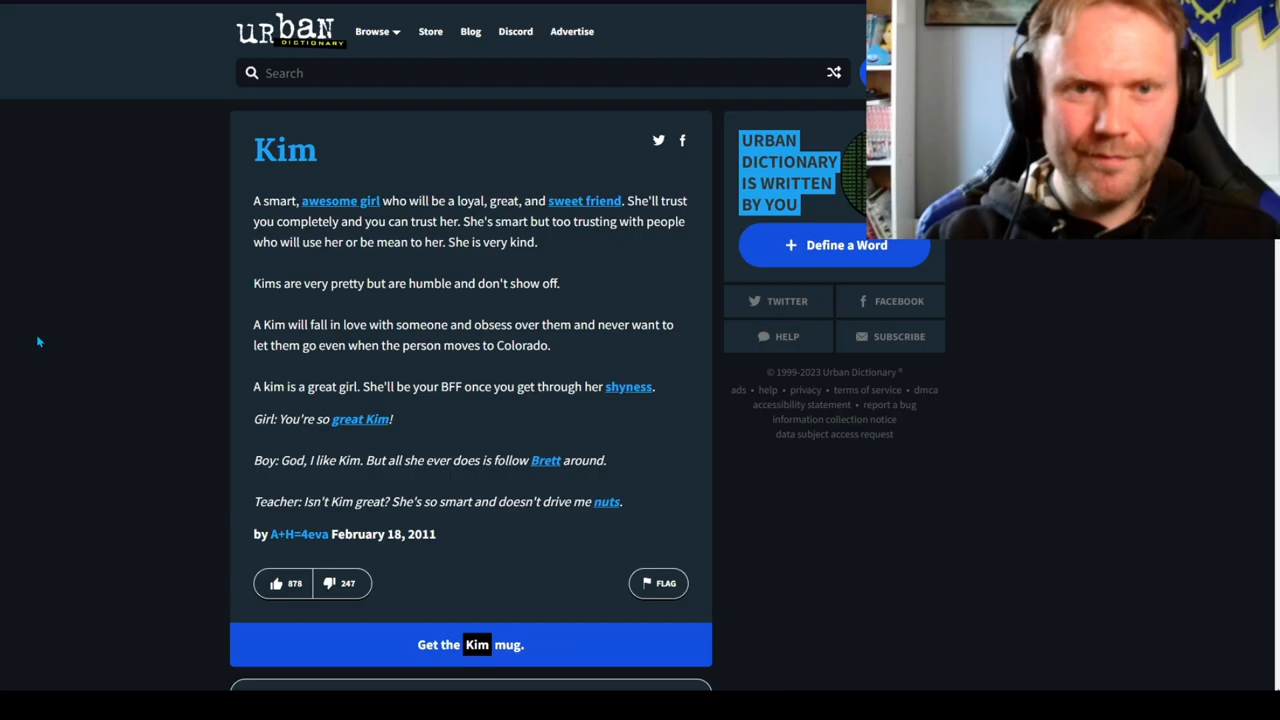 URBAN
DICTIONARY
Browse
Store
Blog
Discord
Advertise
Search
Kim
A smart, awesome girl who will be a loyal, great, and sweet friend. She'll trust
you completely and you can trust her. She's smart but too trusting with people
who will use her or be mean to her. She is very kind.
Kims are very pretty but are humble and don't show off.
A Kim will fall in love with someone and obsess over them and never want to
let them go even when the person moves to Colorado.
A kim is a great girl. She'll be your BFF once you get through her shyness.
Girl: You're so great Kim!
Boy: God, I like Kim. But all she ever does is follow Brett around.
Teacher: Isn't Kim great? She's so smart and doesn't drive me nuts.
by A+H=4eva February 18, 2011
878
247
FLAG
Get the Kim mug.
URBAN
DICTIONARY
IS WRITTEN
BY YOU
+ Define a Word
TWITTER
FACEBOOK
HELP
SUBSCRIBE
© 1999-2023 Urban Dictionary ®
ads • help • privacy • terms of service • dmca
accessibility statement • report a bug
information collection notice
data subject access request